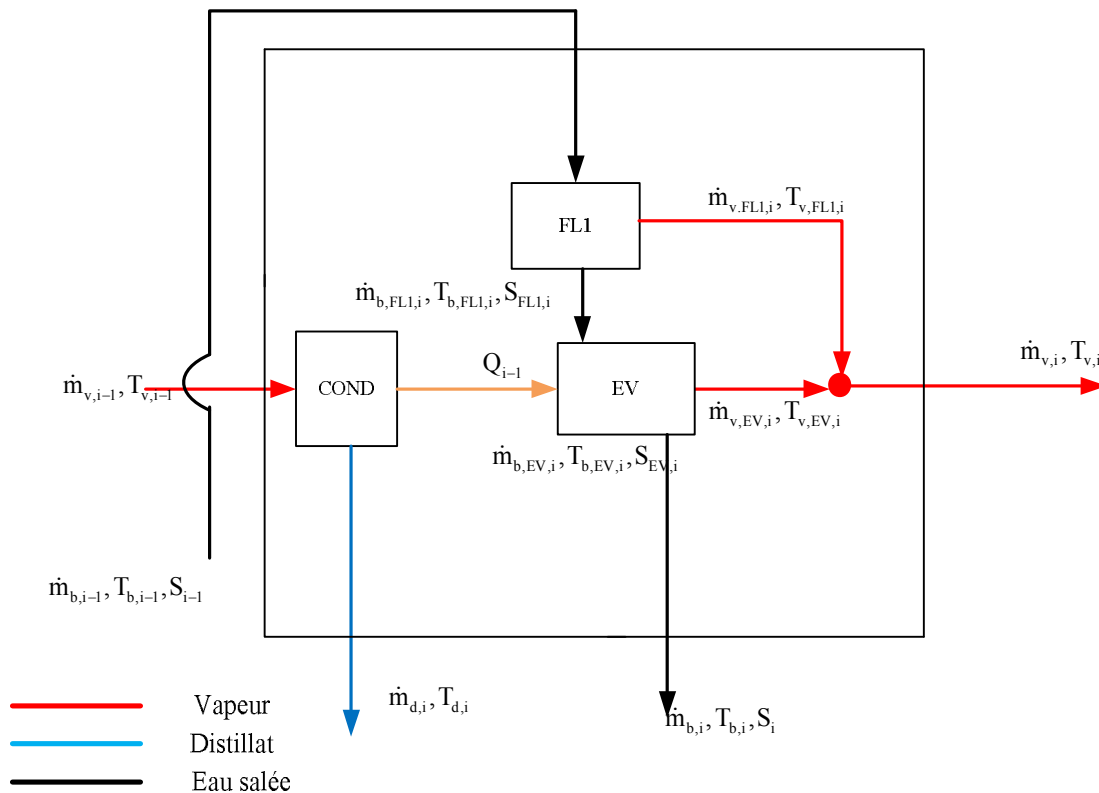 ṁv.FL1,i, Tv,FL1,i
FL1
ṁb,FL1,i, Tb,FL1,i, SFL1,i
ṁv,i, Tv,i
Qi-1
ṁv,i-1, Tv,i-1
COND
EV
ṁv,EV,i, Tv,EV,i
ṁb,EV,i, Tb,EV,i, SEV,i
ṁb,i-1, Tb,i-1, Si-1
ṁd,i, Td,i
ṁb,i, Tb,i, Si
Vapeur
Distillat
Eau salée